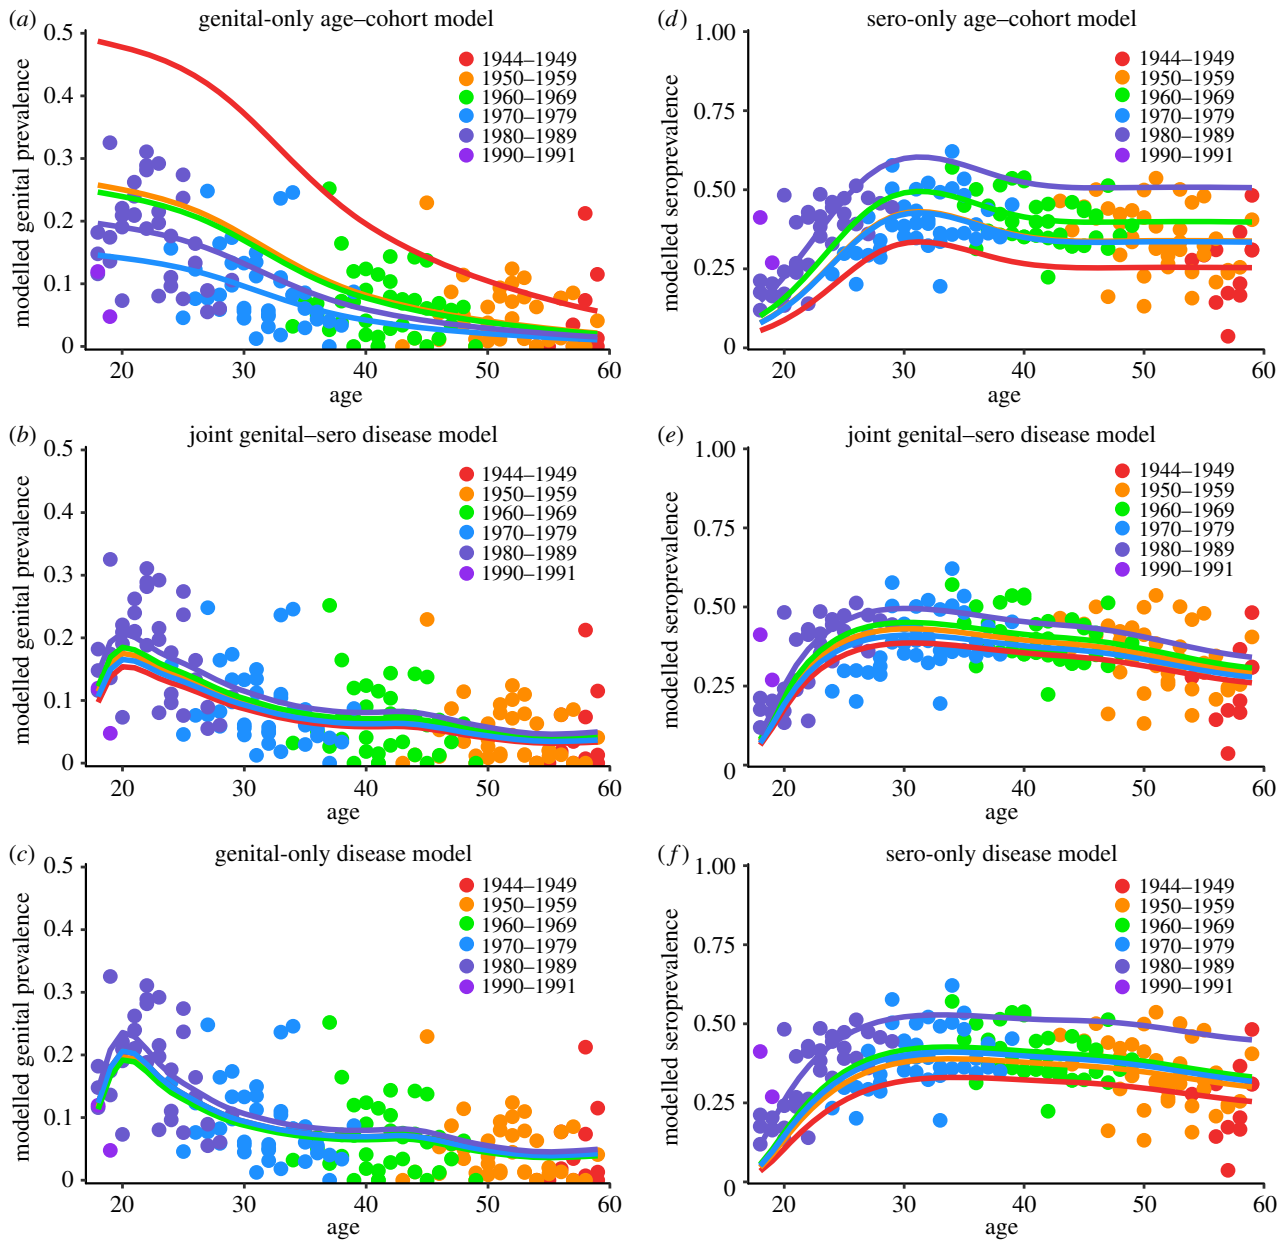 (a) genital-only age–cohort model
modelled genital prevalence
0.5
0.4
0.3
0.2
0.1
0
1944–1949
1950–1959
1960–1969
1970–1979
1980–1989
1990–1991
20 30 40 50 60
age
(d) sero-only age–cohort model
modelled seroprevalence
1.00
0.75
0.50
0.25
0
1944–1949
1950–1959
1960–1969
1970–1979
1980–1989
1990–1991
20 30 40 50 60
age
(b) joint genital–sero disease model
modelled genital prevalence
0.5
0.4
0.3
0.2
0.1
0
1944–1949
1950–1959
1960–1969
1970–1979
1980–1989
1990–1991
20 30 40 50 60
age
(e) joint genital–sero disease model
modelled seroprevalence
1.00
0.75
0.50
0.25
0
1944–1949
1950–1959
1960–1969
1970–1979
1980–1989
1990–1991
20 30 40 50 60
age
(c) genital-only disease model
modelled genital prevalence
0.5
0.4
0.3
0.2
0.1
0
1944–1949
1950–1959
1960–1969
1970–1979
1980–1989
1990–1991
20 30 40 50 60
age
(f) sero-only disease model
modelled seroprevalence
1.00
0.75
0.50
0.25
0
1944–1949
1950–1959
1960–1969
1970–1979
1980–1989
1990–1991
20 30 40 50 60
age